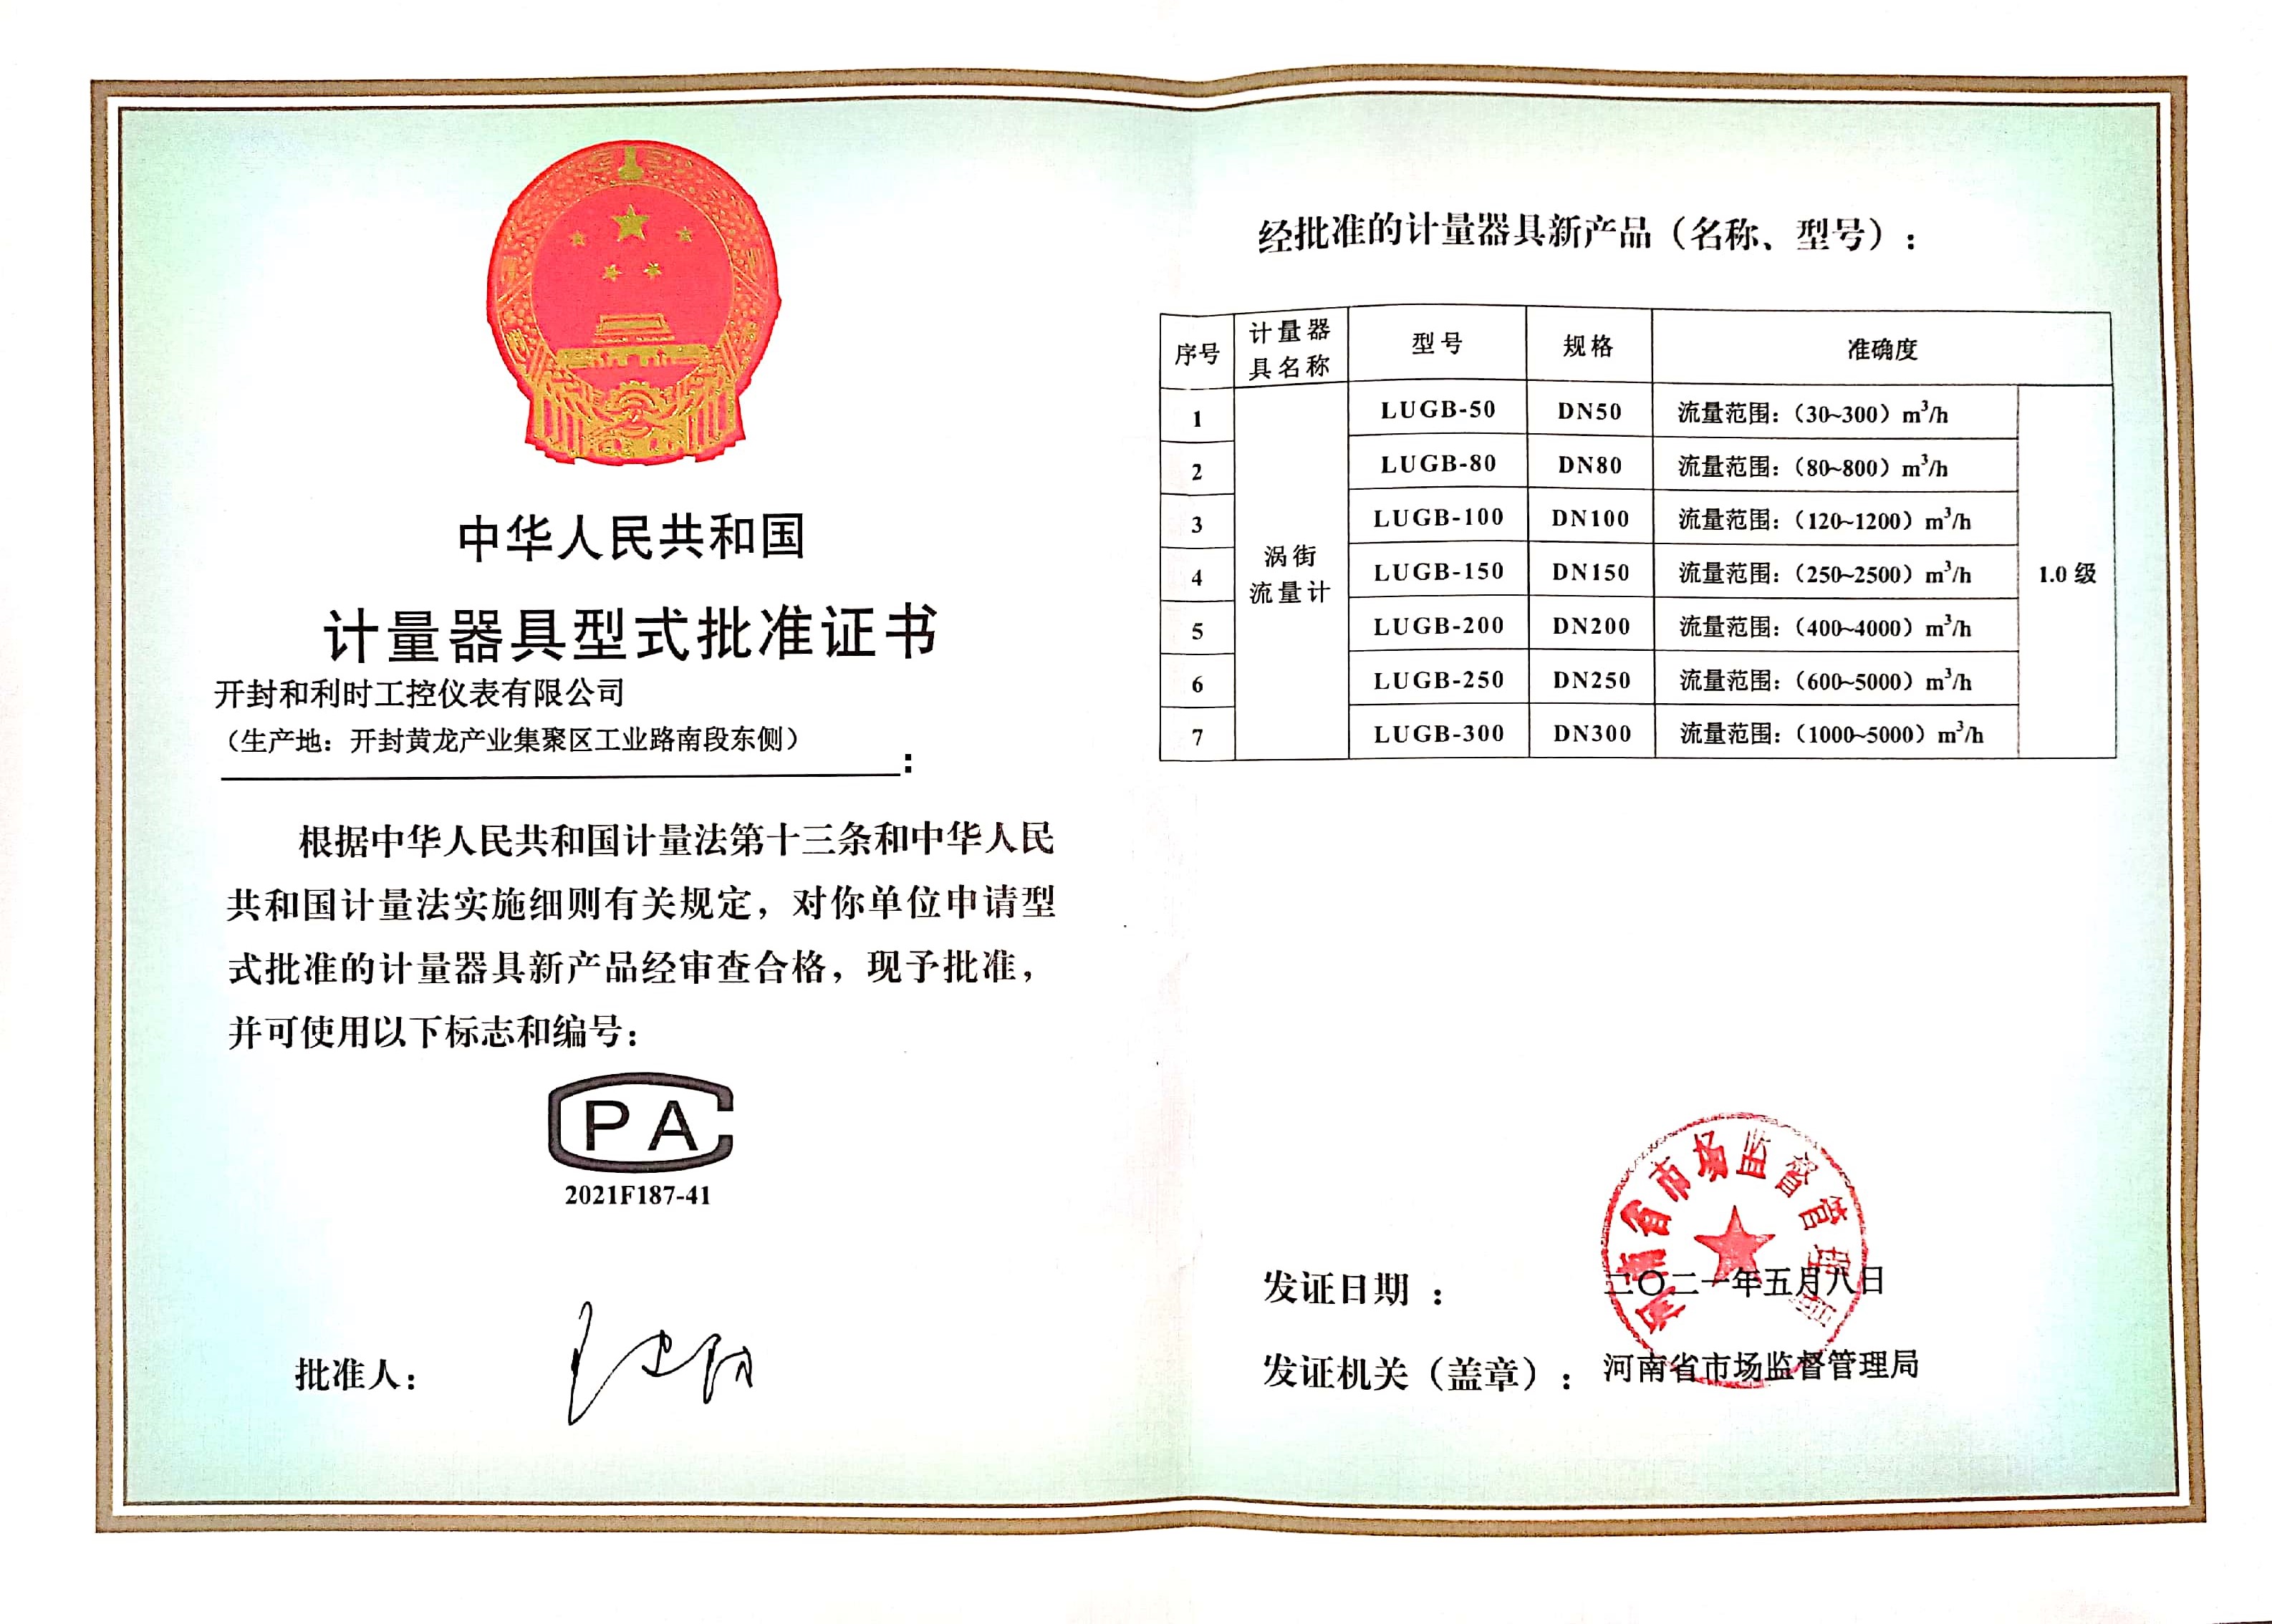 中华人民共和国
计量器具型式批准证书
开封和利时工控仪表有限公司
（生产地：开封黄龙产业集聚区工业路南段东侧）
：
根据中华人民共和国计量法第十三条和中华人民
共和国计量法实施细则有关规定，对你单位申请型
式批准的计量器具新产品经审查合格，现予批准，
并可使用以下标志和编号：
CPA
2021F187-41
批准人：
经批准的计量器具新产品（名称、型号）：
序号 计量器具名称 型号 规格 准确度
1 涡街流量计 LUGB-50 DN50 流量范围：（30~300）m³/h 1.0 级
2 LUGB-80 DN80 流量范围：（80~800）m³/h
3 LUGB-100 DN100 流量范围：（120~1200）m³/h
4 LUGB-150 DN150 流量范围：（250~2500）m³/h
5 LUGB-200 DN200 流量范围：（400~4000）m³/h
6 LUGB-250 DN250 流量范围：（600~5000）m³/h
7 LUGB-300 DN300 流量范围：（1000~5000）m³/h
河南省市场监督管理局
发证日期：二〇二一年五月八日
发证机关（盖章）：河南省市场监督管理局